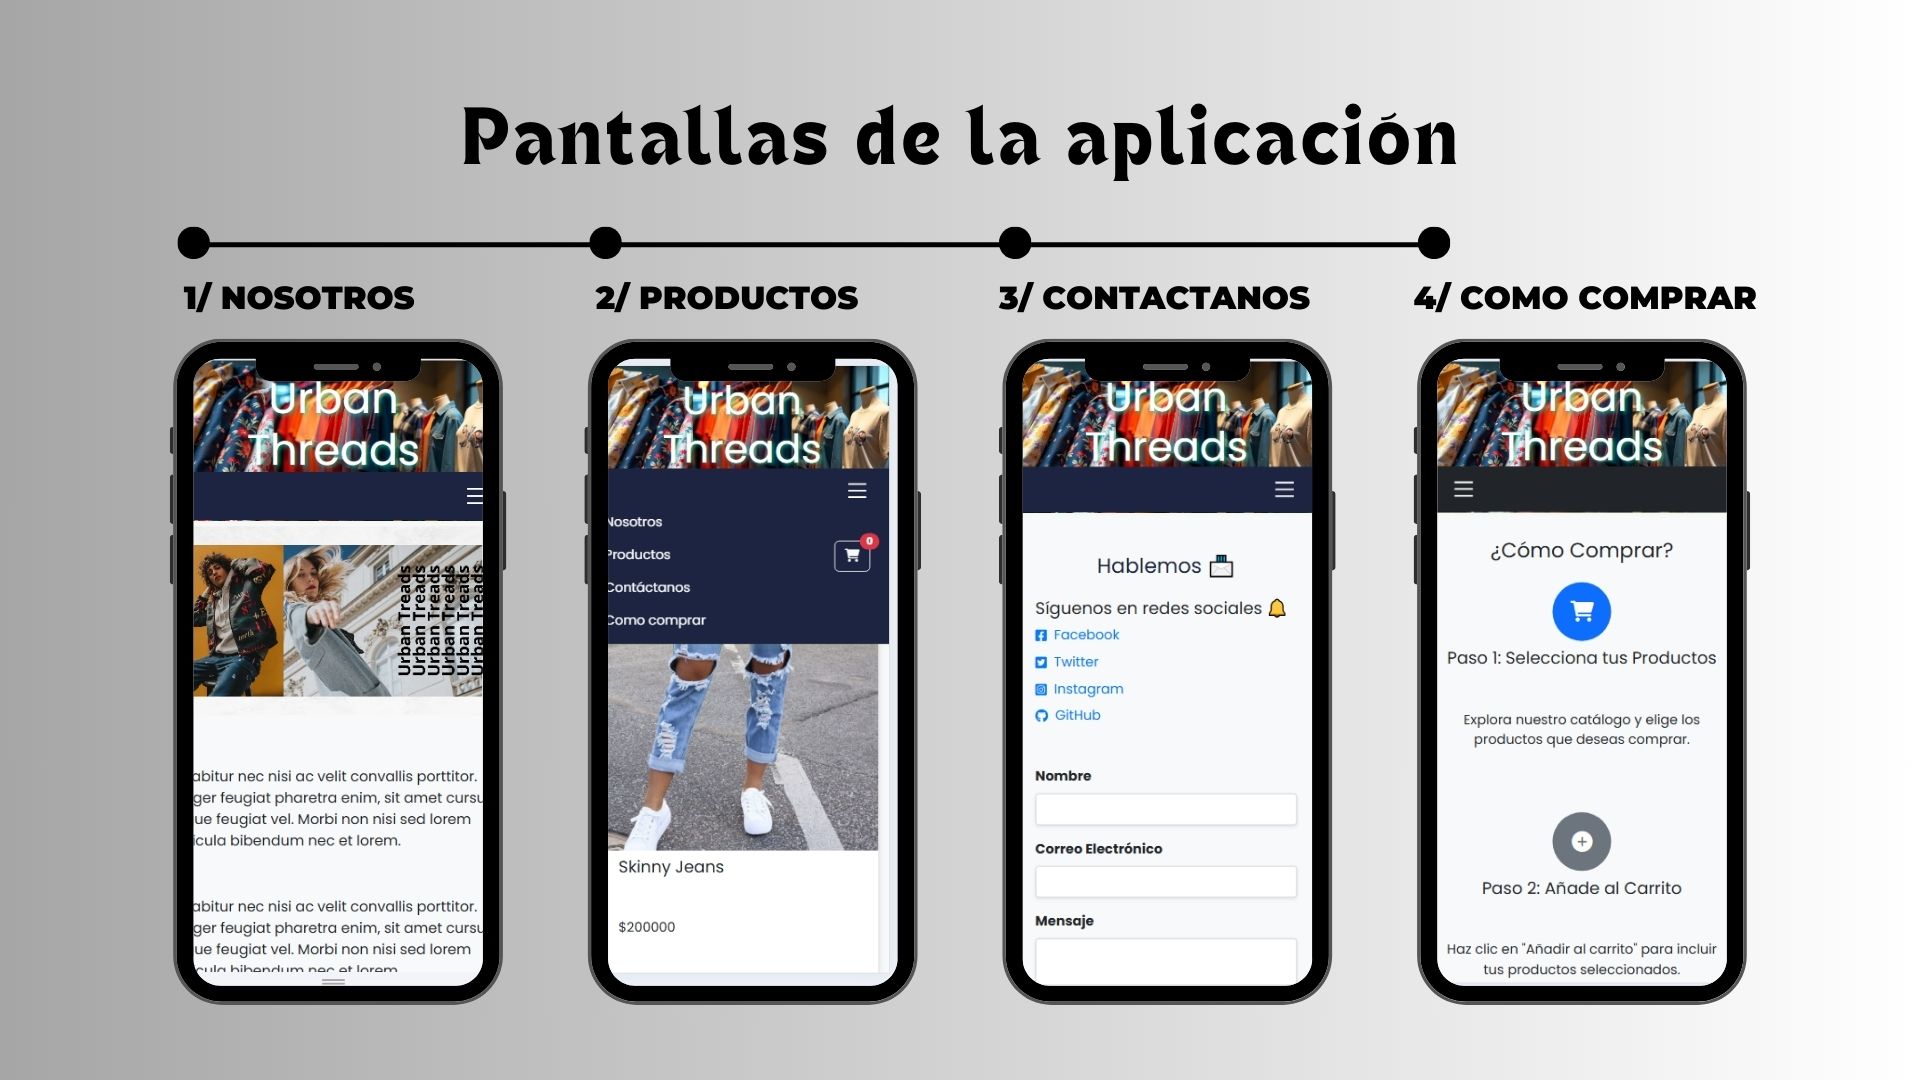 Pantallas de la aplicación
1/ NOSOTROS
2/ PRODUCTOS
3/ CONTACTANOS
4/ COMO COMPRAR
Urban
Threads
Urban Treads
Urban Treads
Urban Treads
Urban Treads
Urban Treads
Urban Treads
abitur nec nisi ac velit convallis porttitor.
ger feugiat pharetra enim, sit amet cursu
ue feugiat vel. Morbi non nisi sed lorem
icula bibendum nec et lorem.
abitur nec nisi ac velit convallis porttitor.
ger feugiat pharetra enim, sit amet cursu
ue feugiat vel. Morbi non nisi sed lorem
icula bibendum nec et lorem
Urban
Threads
Nosotros
0
Productos
Contáctanos
Como comprar
Skinny Jeans
$200000
Urban
Threads
Hablemos
Síguenos en redes sociales
Facebook
Twitter
Instagram
GitHub
Nombre
Correo Electrónico
Mensaje
Urban
Threads
¿Cómo Comprar?
Paso 1: Selecciona tus Productos
Explora nuestro catálogo y elige los
productos que deseas comprar.
Paso 2: Añade al Carrito
Haz clic en "Añadir al carrito" para incluir
tus productos seleccionados.